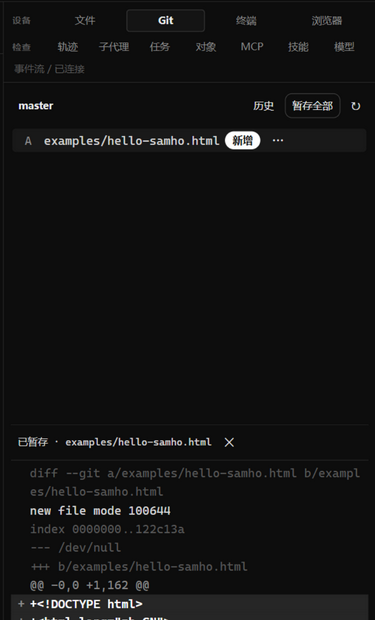 设备 文件 Git 终端 浏览器
检查 轨迹 子代理 任务 对象 MCP 技能 模型
事件流 / 已连接
master 历史 暂存全部 ↻
A examples/hello-samho.html 新增 ···
已暂存 · examples/hello-samho.html ×
diff --git a/examples/hello-samho.html b/exampl
es/hello-samho.html
new file mode 100644
index 0000000..122c13a
--- /dev/null
+++ b/examples/hello-samho.html
@@ -0,0 +1,162 @@
+ +<!DOCTYPE html>